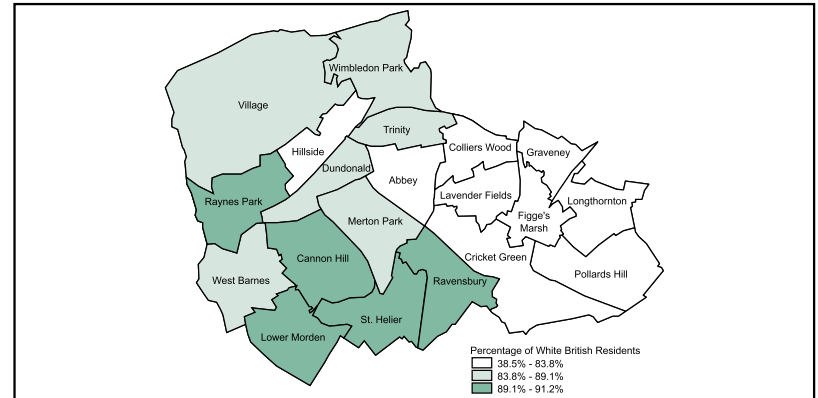 Wimbledon Park
Village
Trinity
Colliers Wood
Hillside
Graveney
Dundonald
Abbey
Lavender Fields
Raynes Park
Longthornton
Figge's
Marsh
Merton Park
Cannon Hill
Cricket Green
Pollards Hill
West Barnes
Ravensbury
St. Helier
Lower Morden
Percentage of White British Residents
38.5% - 83.8%
83.8% - 89.1%
89.1% - 91.2%